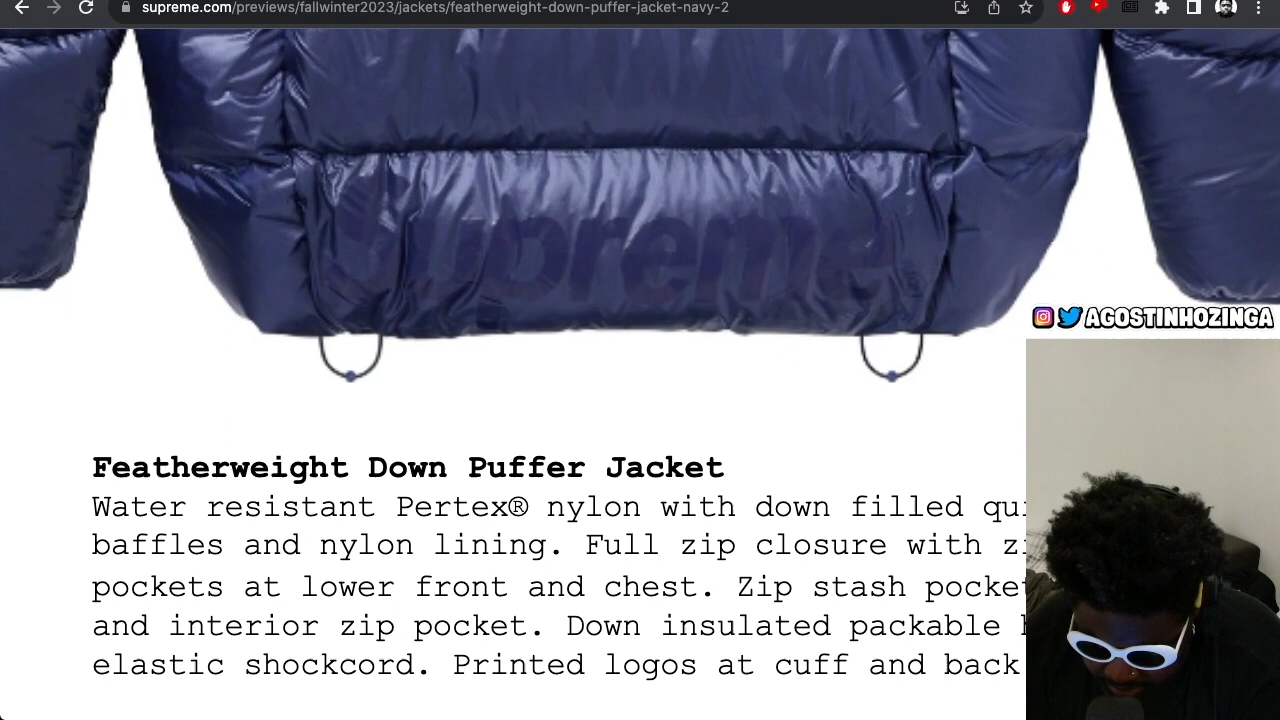 supreme.com/previews/fallwinter2023/jackets/featherweight-down-puffer-jacket-navy-2
Supreme
AGOSTINHOZINGA
Featherweight Down Puffer Jacket
Water resistant Pertex® nylon with down filled
baffles and nylon lining. Full zip closure with
pockets at lower front and chest. Zip stash
and interior zip pocket. Down insulated packable
elastic shockcord. Printed logos at cuff and back